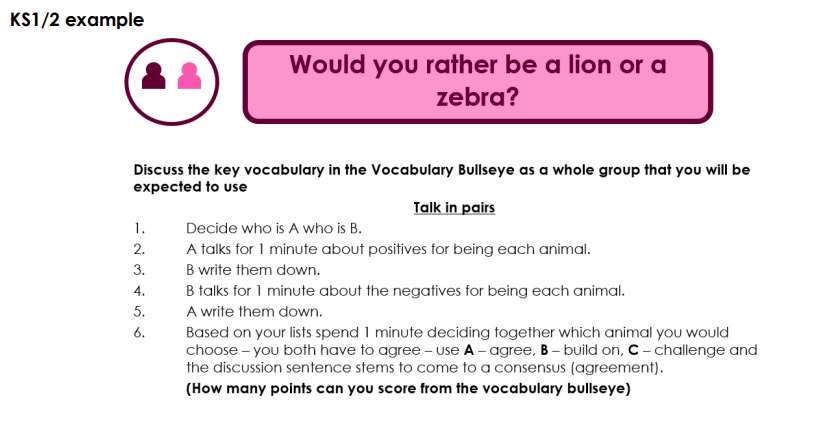 KS1/2 example
Would you rather be a lion or a
zebra?
Discuss the key vocabulary in the Vocabulary Bullseye as a whole group that you will be
expected to use
Talk in pairs
1. Decide who is A who is B.
2. A talks for 1 minute about positives for being each animal.
3. B write them down.
4. B talks for 1 minute about the negatives for being each animal.
5. A write them down.
6. Based on your lists spend 1 minute deciding together which animal you would
choose – you both have to agree – use A – agree, B – build on, C – challenge and
the discussion sentence stems to come to a consensus (agreement).
(How many points can you score from the vocabulary bullseye)